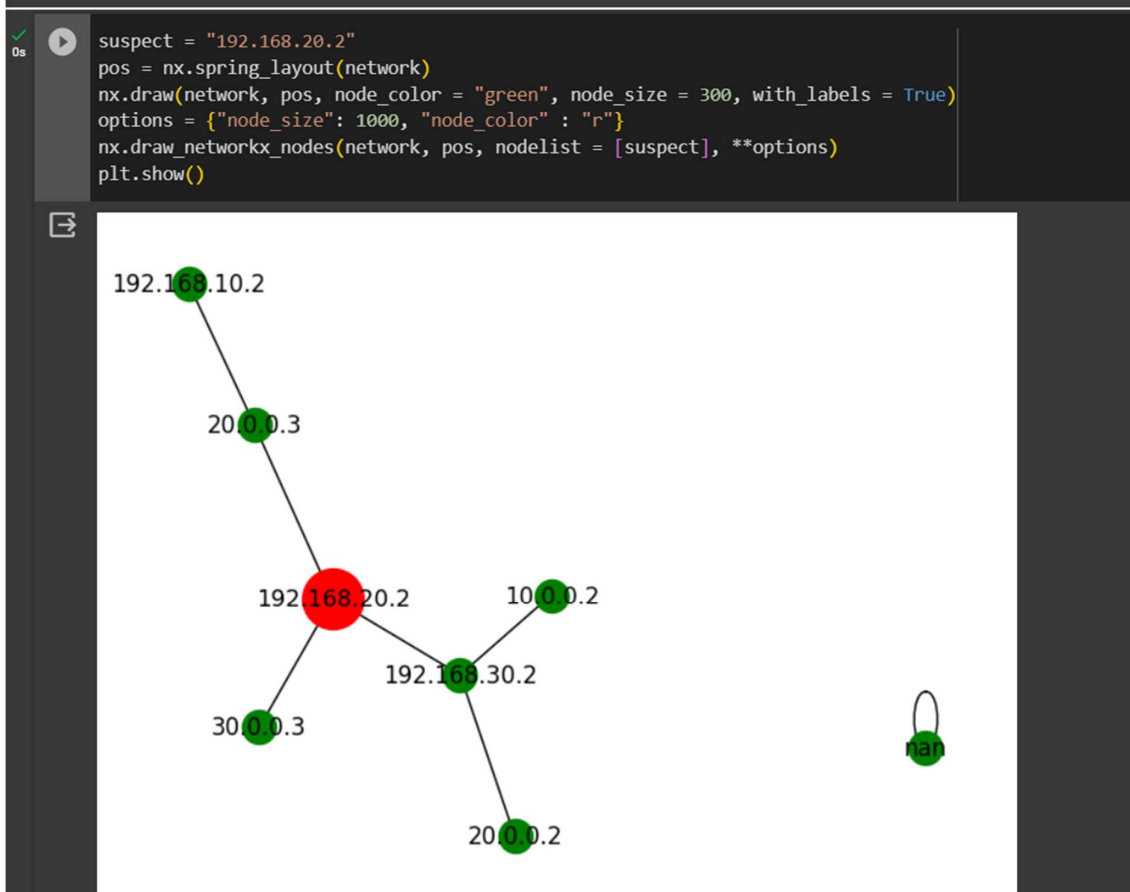 0s
suspect = "192.168.20.2"
pos = nx.spring_layout(network)
nx.draw(network, pos, node_color = "green", node_size = 300, with_labels = True)
options = {"node_size": 1000, "node_color" : "r"}
nx.draw_networkx_nodes(network, pos, nodelist = [suspect], **options)
plt.show()
192.168.10.2
20.0.0.3
192.168.20.2
10.0.0.2
192.168.30.2
30.0.0.3
nan
20.0.0.2